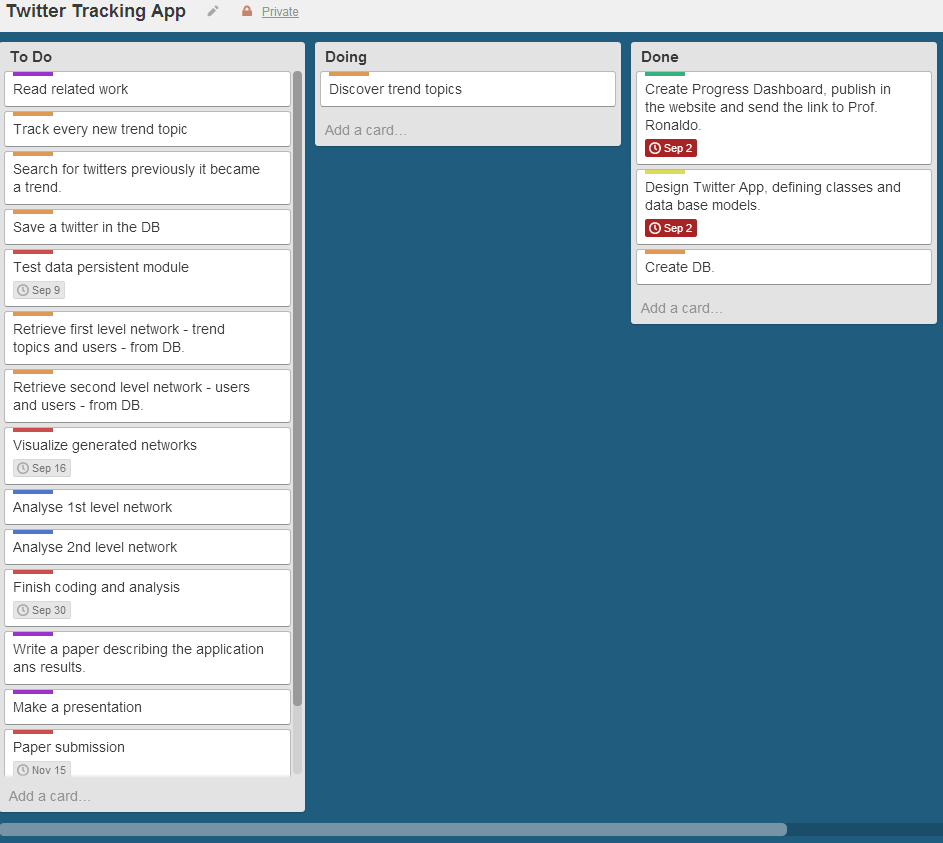 Twitter Tracking App
Private
To Do
Read related work
Track every new trend topic
Search for twitters previously it became
a trend.
Save a twitter in the DB
Test data persistent module
Sep 9
Retrieve first level network - trend
topics and users - from DB.
Retrieve second level network - users
and users - from DB.
Visualize generated networks
Sep 16
Analyse 1st level network
Analyse 2nd level network
Finish coding and analysis
Sep 30
Write a paper describing the application
ans results.
Make a presentation
Paper submission
Nov 15
Add a card...
Doing
Discover trend topics
Add a card...
Done
Create Progress Dashboard, publish in
the website and send the link to Prof.
Ronaldo.
Sep 2
Design Twitter App, defining classes and
data base models.
Sep 2
Create DB.
Add a card...